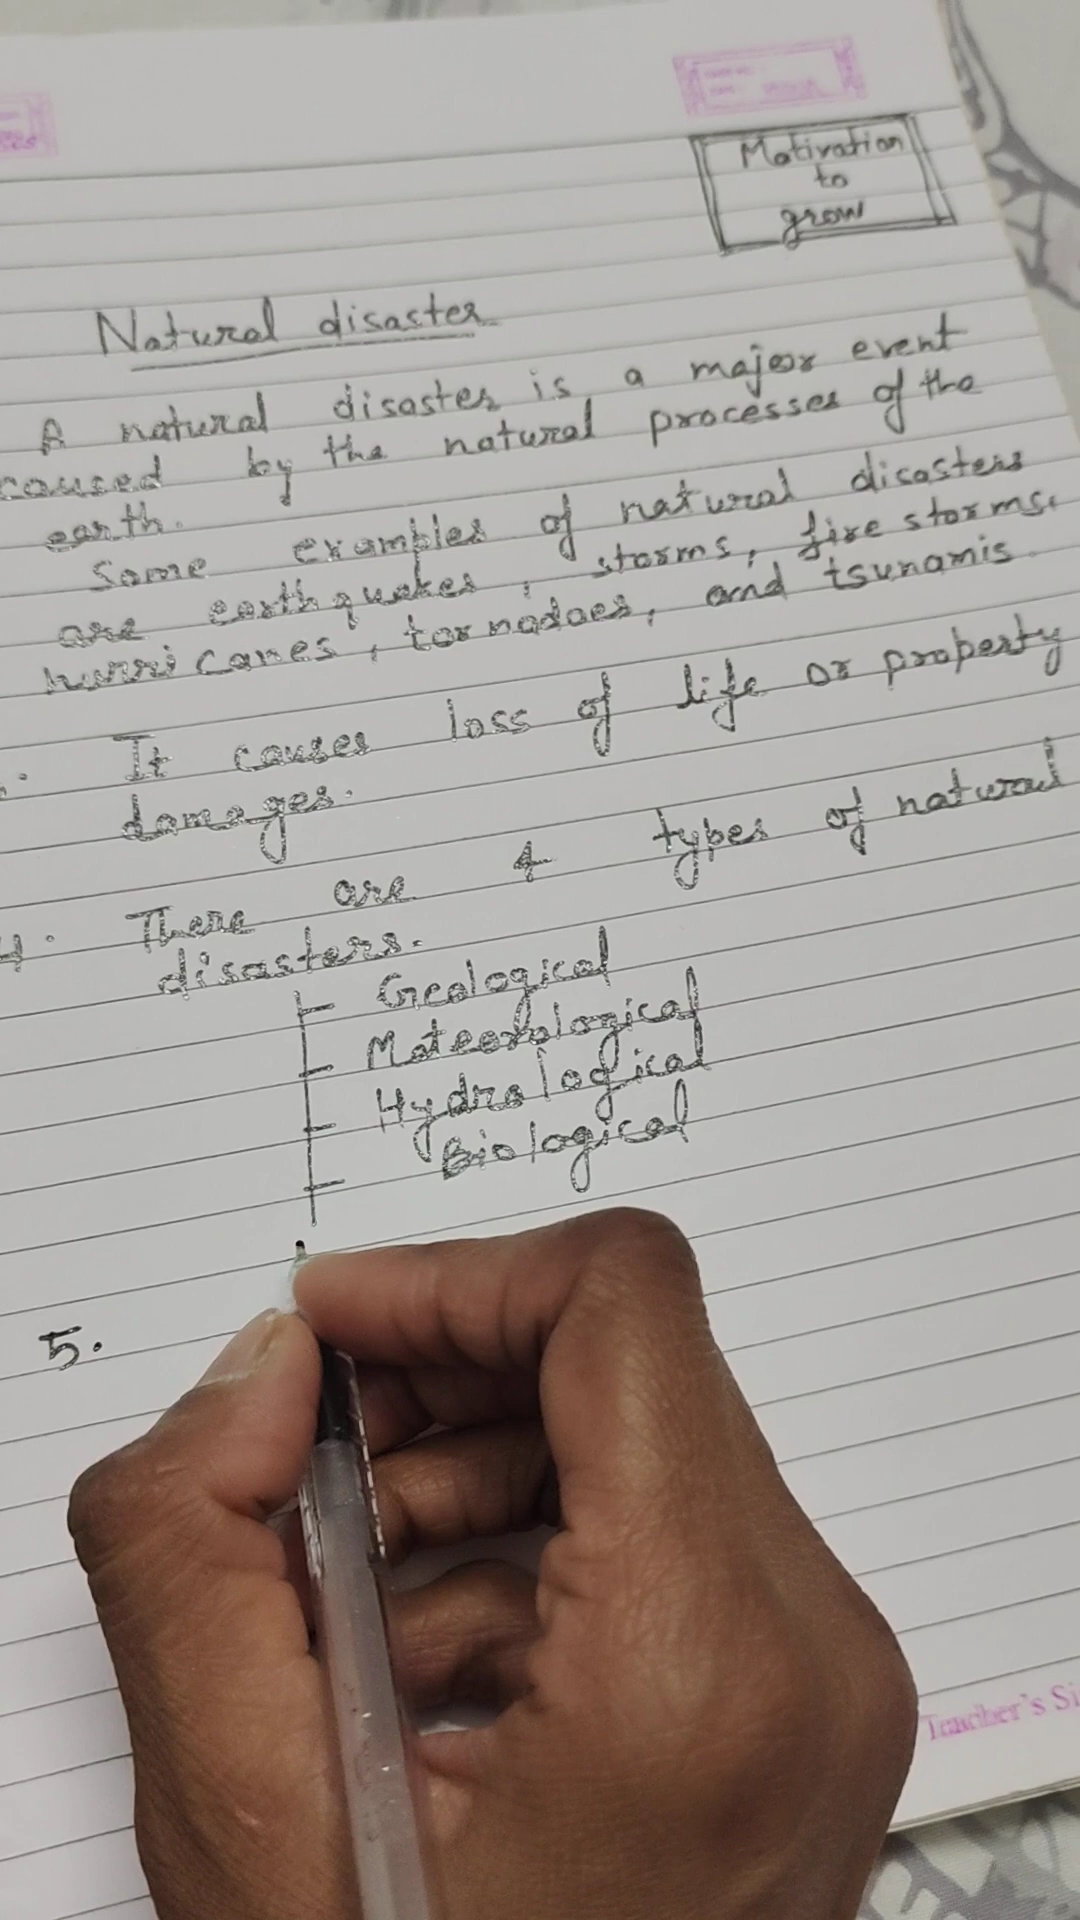 Motivation
to
grow
Natural disaster
A natural disaster is a major event
caused by the natural processes of the
earth.
Some examples of natural disasters
are earthquakes, storms, fire storms,
hurricanes, tornadoes, and tsunamis
It causes loss of life or property
damages.
4. There are 4 types of natural
disasters.
Geological
Meteorological
Hydrological
Biological
5.
Teacher's Si